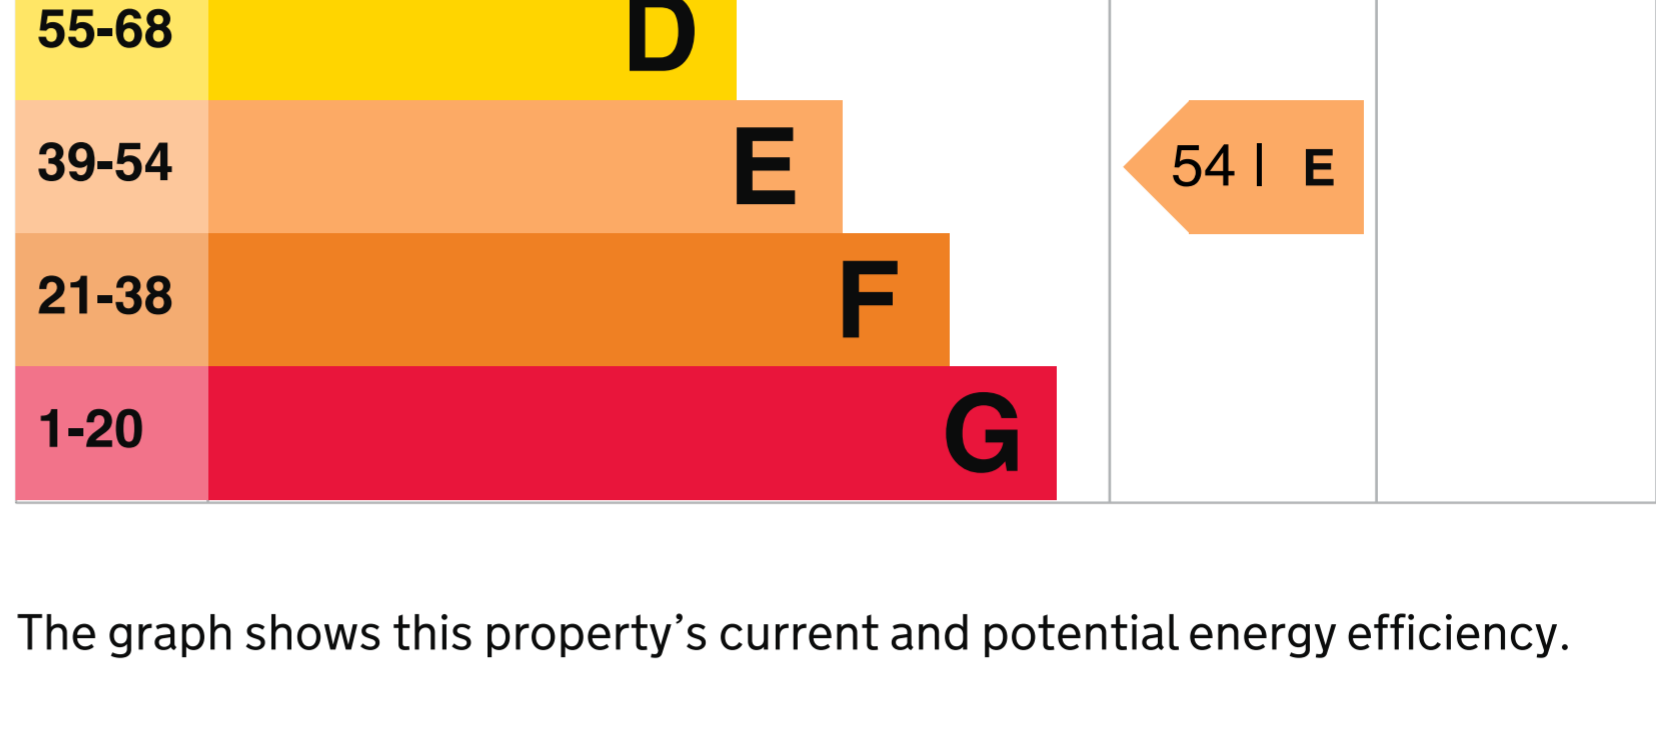 55-68 D
39-54 E 54 | E
21-38 F
1-20 G
The graph shows this property’s current and potential energy efficiency.